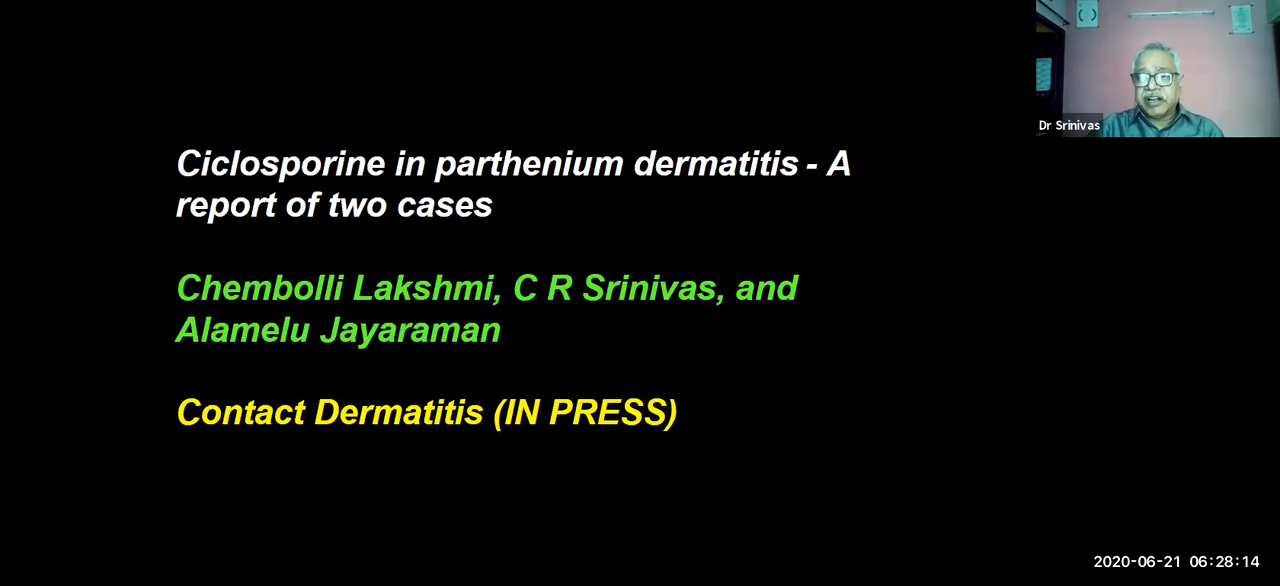 Ciclosporine in parthenium dermatitis - A
report of two cases
Chembolli Lakshmi, C R Srinivas, and
Alamelu Jayaraman
Contact Dermatitis (IN PRESS)
Dr Srinivas
2020-06-21 06:28:14